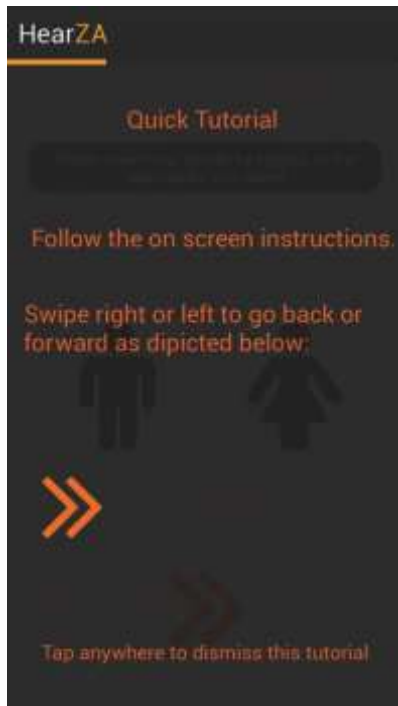 HearZA
Quick Tutorial
Follow the on screen instructions.
Swipe right or left to go back or
forward as dipicted below:
Tap anywhere to dismiss this tutorial